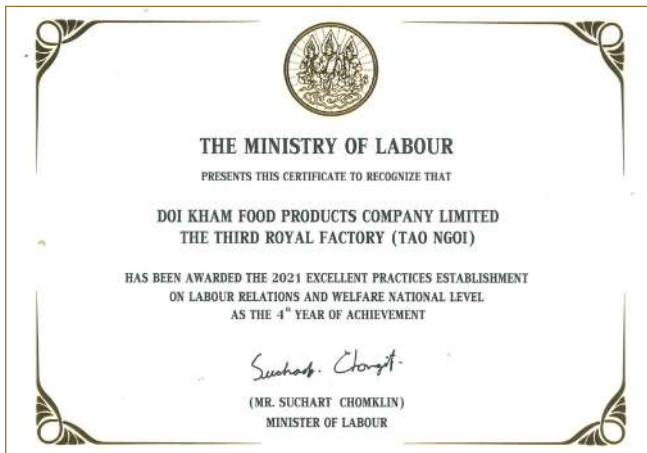 THE MINISTRY OF LABOUR
PRESENTS THIS CERTIFICATE TO RECOGNIZE THAT
DOI KHAM FOOD PRODUCTS COMPANY LIMITED
THE THIRD ROYAL FACTORY (TAO NGOI)
HAS BEEN AWARDED THE 2021 EXCELLENT PRACTICES ESTABLISHMENT
ON LABOUR RELATIONS AND WELFARE NATIONAL LEVEL
AS THE 4th YEAR OF ACHIEVEMENT
(MR. SUCHART CHOMKLIN)
MINISTER OF LABOUR